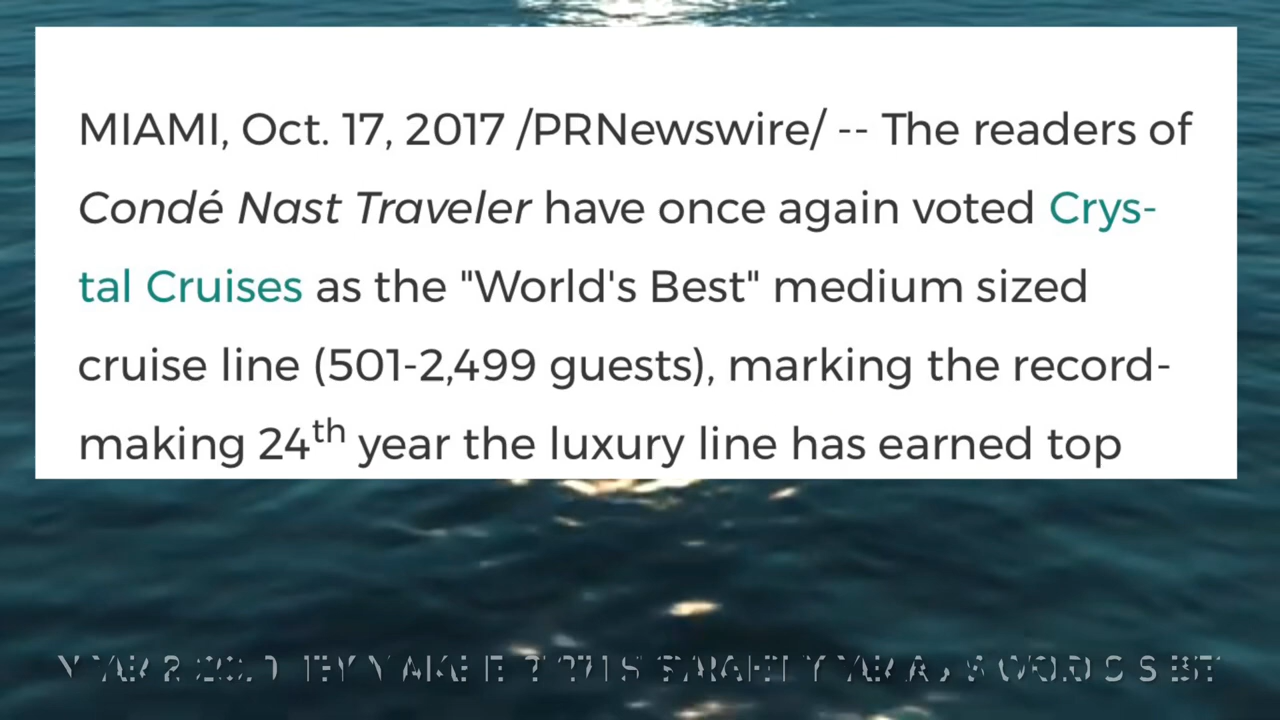 MIAMI, Oct. 17, 2017 /PRNewswire/ -- The readers of
Condé Nast Traveler have once again voted Crys-
tal Cruises as the "World's Best" medium sized
cruise line (501-2,499 guests), marking the record-
making 24th year the luxury line has earned top